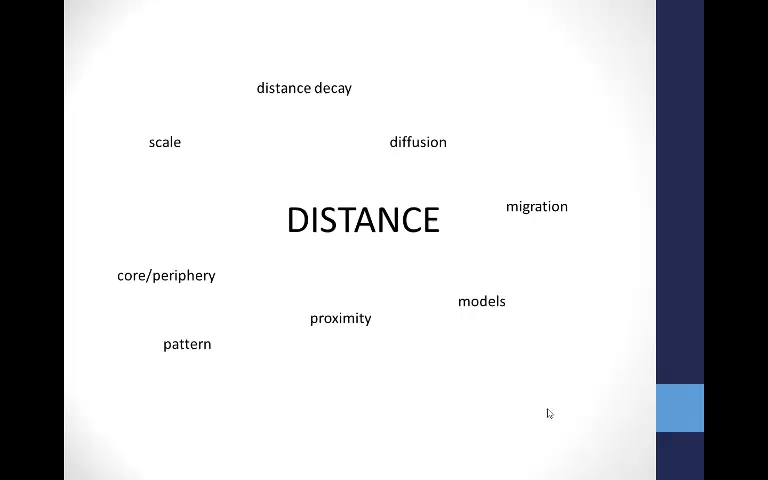 distance decay
scale
diffusion
migration
DISTANCE
core/periphery
models
proximity
pattern